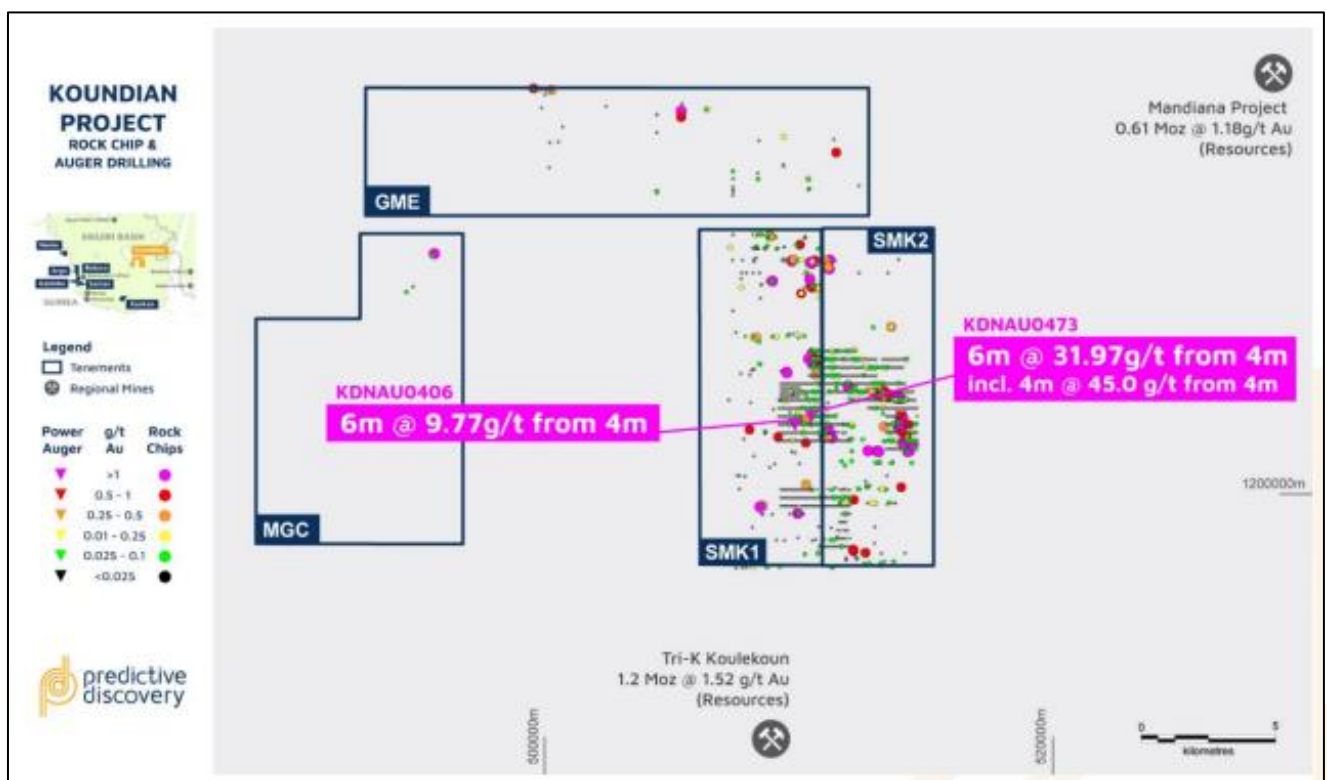 KOUNDIAN
PROJECT
ROCK CHIP &
AUGER DRILLING
Legend
Tenements
Regional Mines
Power g/t Rock
Auger Au Chips
>1
0.5 - 1
0.25 - 0.5
0.01 - 0.25
0.025 - 0.1
<0.025
predictive
discovery
Mandiana Project
0.61 Moz @ 1.18g/t Au
(Resources)
GME
SMK2
KDNAU0473
6m @ 31.97g/t from 4m
incl. 4m @ 45.0 g/t from 4m
KDNAU0406
6m @ 9.77g/t from 4m
1200000m
MGC
SMK1
Tri-K Koulekoun
1.2 Moz @ 1.52 g/t Au
(Resources)
500000m
520000m
0 5
kilometres